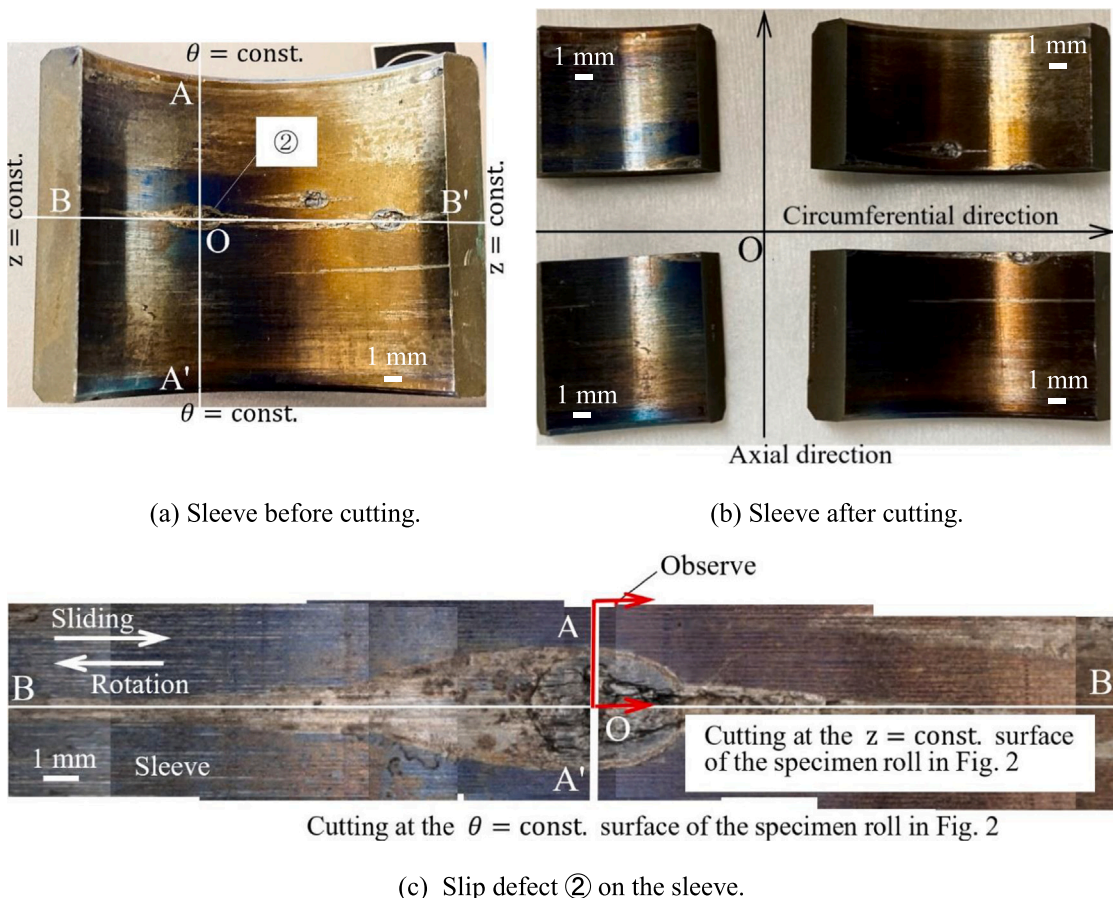 θ = const.
A
②
z = const.
B
B'
z = const.
O
1 mm
A'
θ = const.
1 mm
1 mm
Circumferential direction
O
1 mm
1 mm
Axial direction
(a) Sleeve before cutting.
(b) Sleeve after cutting.
Observe
Sliding
A
Rotation
B
B
O
Cutting at the z = const. surface
of the specimen roll in Fig. 2
1 mm
Sleeve
A'
Cutting at the θ = const. surface of the specimen roll in Fig. 2
(c) Slip defect ② on the sleeve.